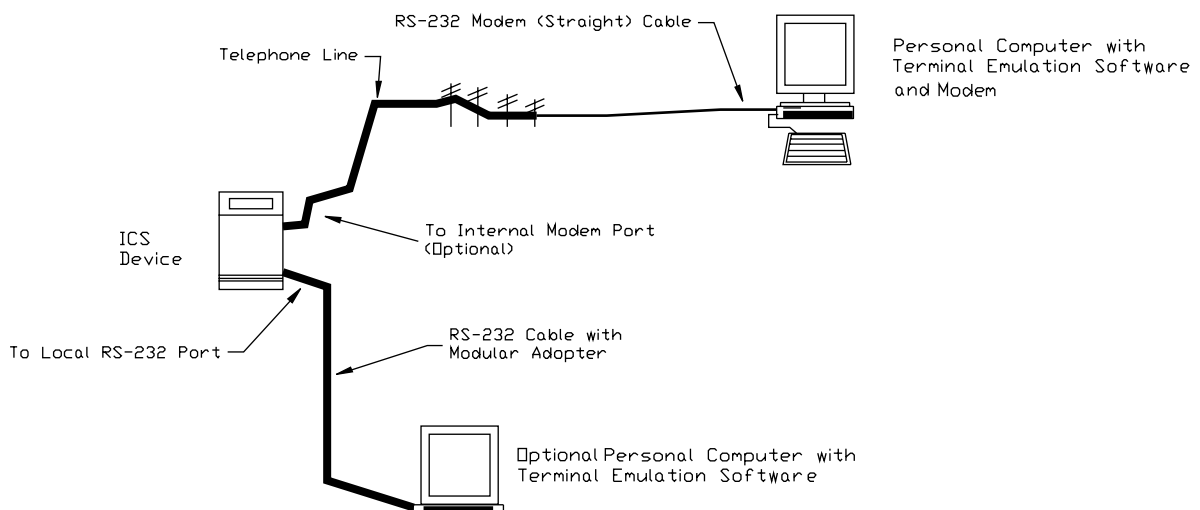 RS-232 Modem (Straight) Cable
Telephone Line
Personal Computer with
Terminal Emulation Software
and Modem
To Internal Modem Port
(Optional)
ICS
Device
RS-232 Cable with
Modular Adopter
To Local RS-232 Port
Optional Personal Computer with
Terminal Emulation Software